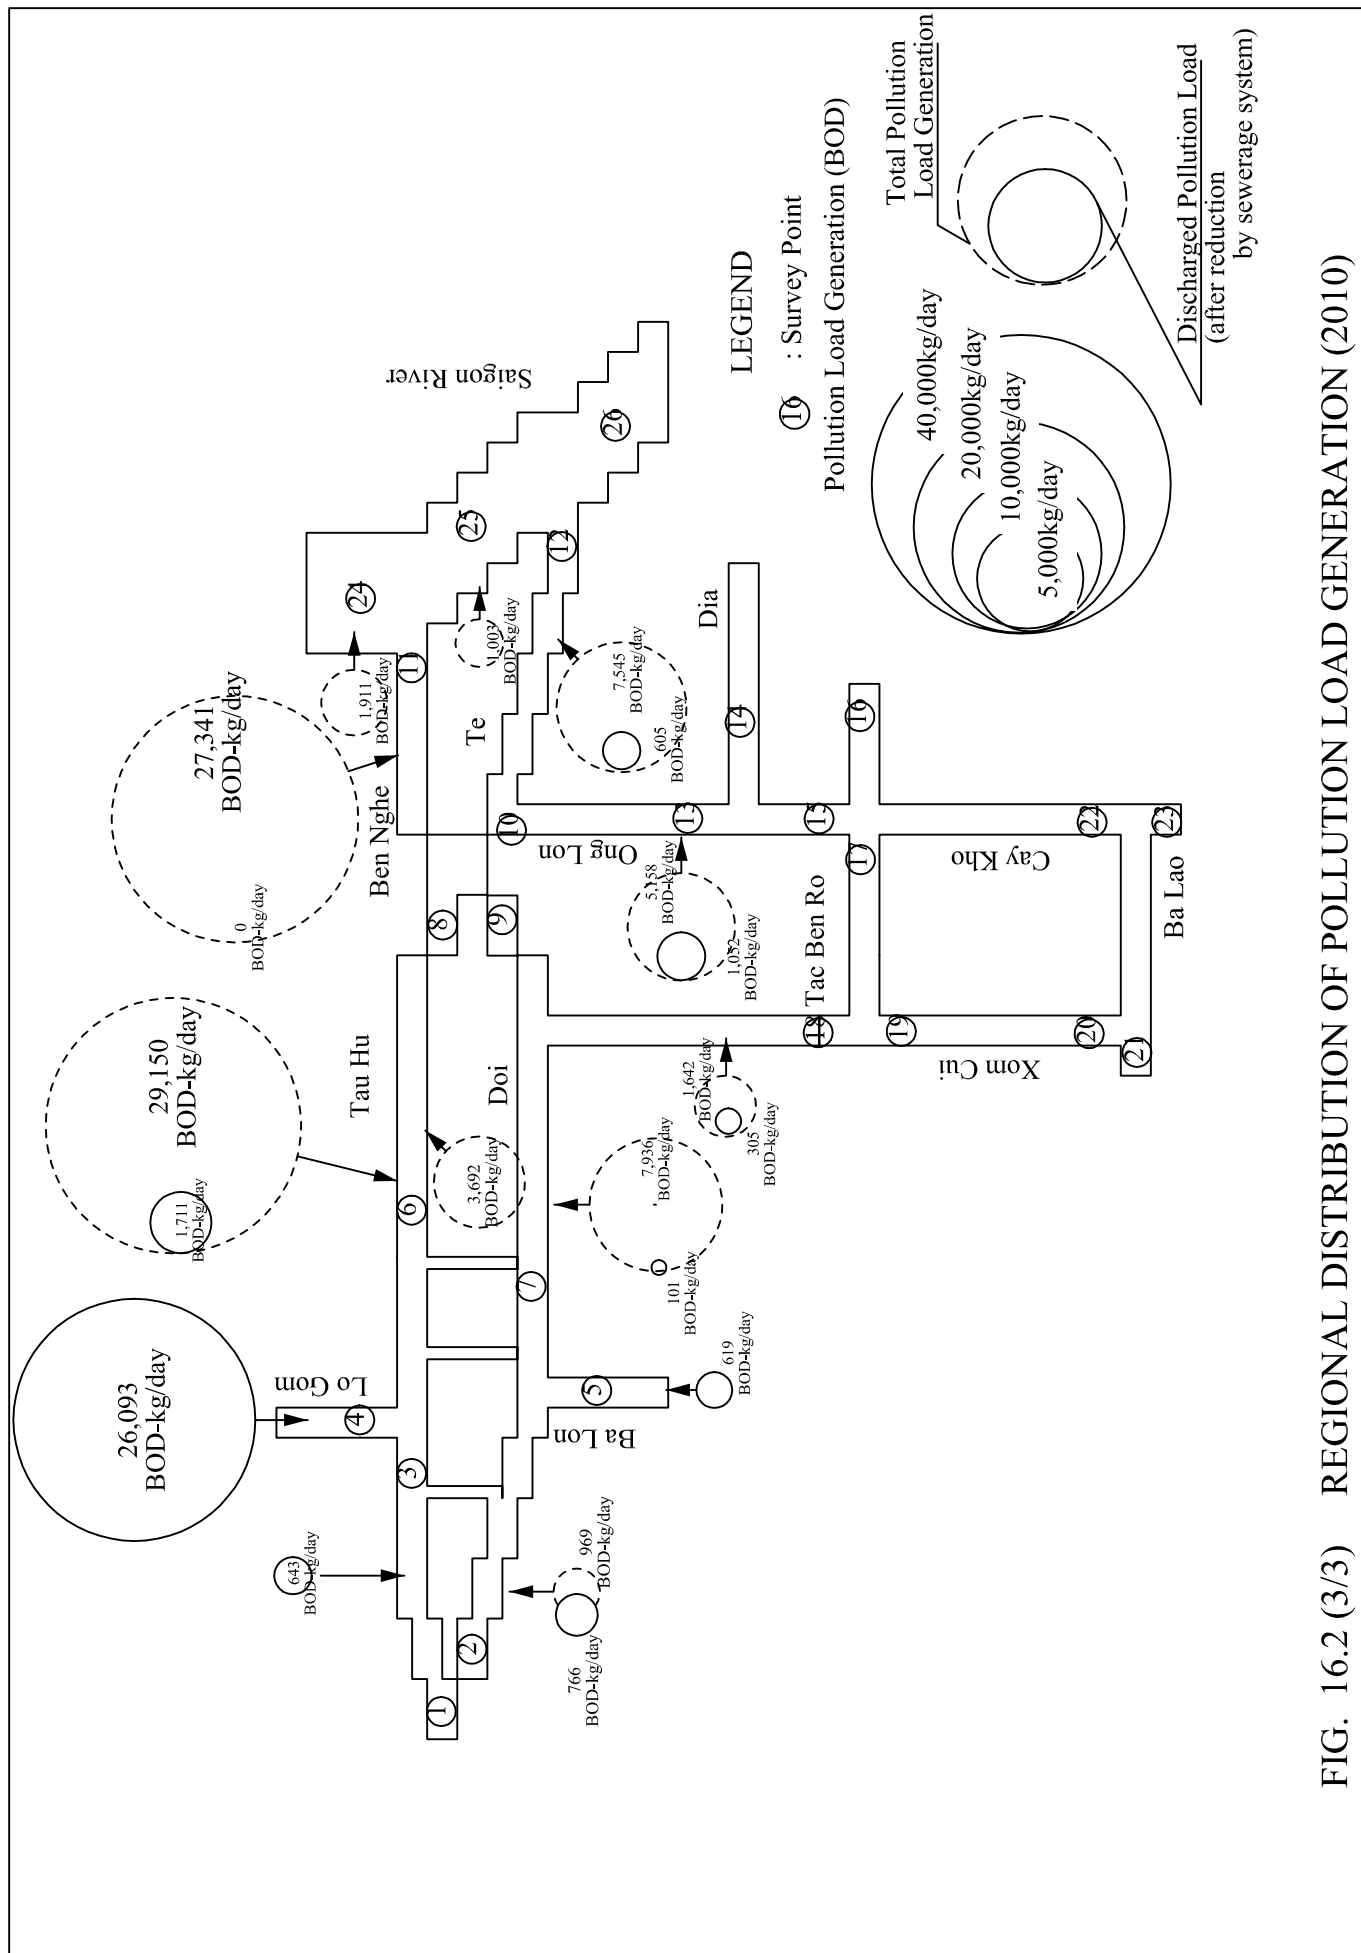 27,341
BOD-kg/day
0
BOD-kg/day
29,150
BOD-kg/day
1,711
BOD-kg/day
26,093
BOD-kg/day
643
BOD-kg/day
1,911
BOD-kg/day
1,003
BOD-kg/day
3,692
BOD-kg/day
7,545
BOD-kg/day
605
BOD-kg/day
5,158
BOD-kg/day
1,052
BOD-kg/day
1,642
BOD-kg/day
305
BOD-kg/day
7,936
BOD-kg/day
101
BOD-kg/day
619
BOD-kg/day
969
BOD-kg/day
766
BOD-kg/day
Lo Gom
Tau Hu
Ben Nghe
Saigon River
Doi
Te
Ba Lon
Ong Lon
Dia
Tac Ben Ro
Xom Cui
Cay Kho
Ba Lao
1
2
3
4
5
6
7
8
9
10
11
12
13
14
15
16
17
18
19
20
21
22
23
24
25
26
LEGEND
16 : Survey Point
Pollution Load Generation (BOD)
40,000kg/day
20,000kg/day
10,000kg/day
5,000kg/day
Total Pollution
Load Generation
Discharged Pollution Load
(after reduction
by sewerage system)
FIG. 16.2 (3/3) REGIONAL DISTRIBUTION OF POLLUTION LOAD GENERATION (2010)